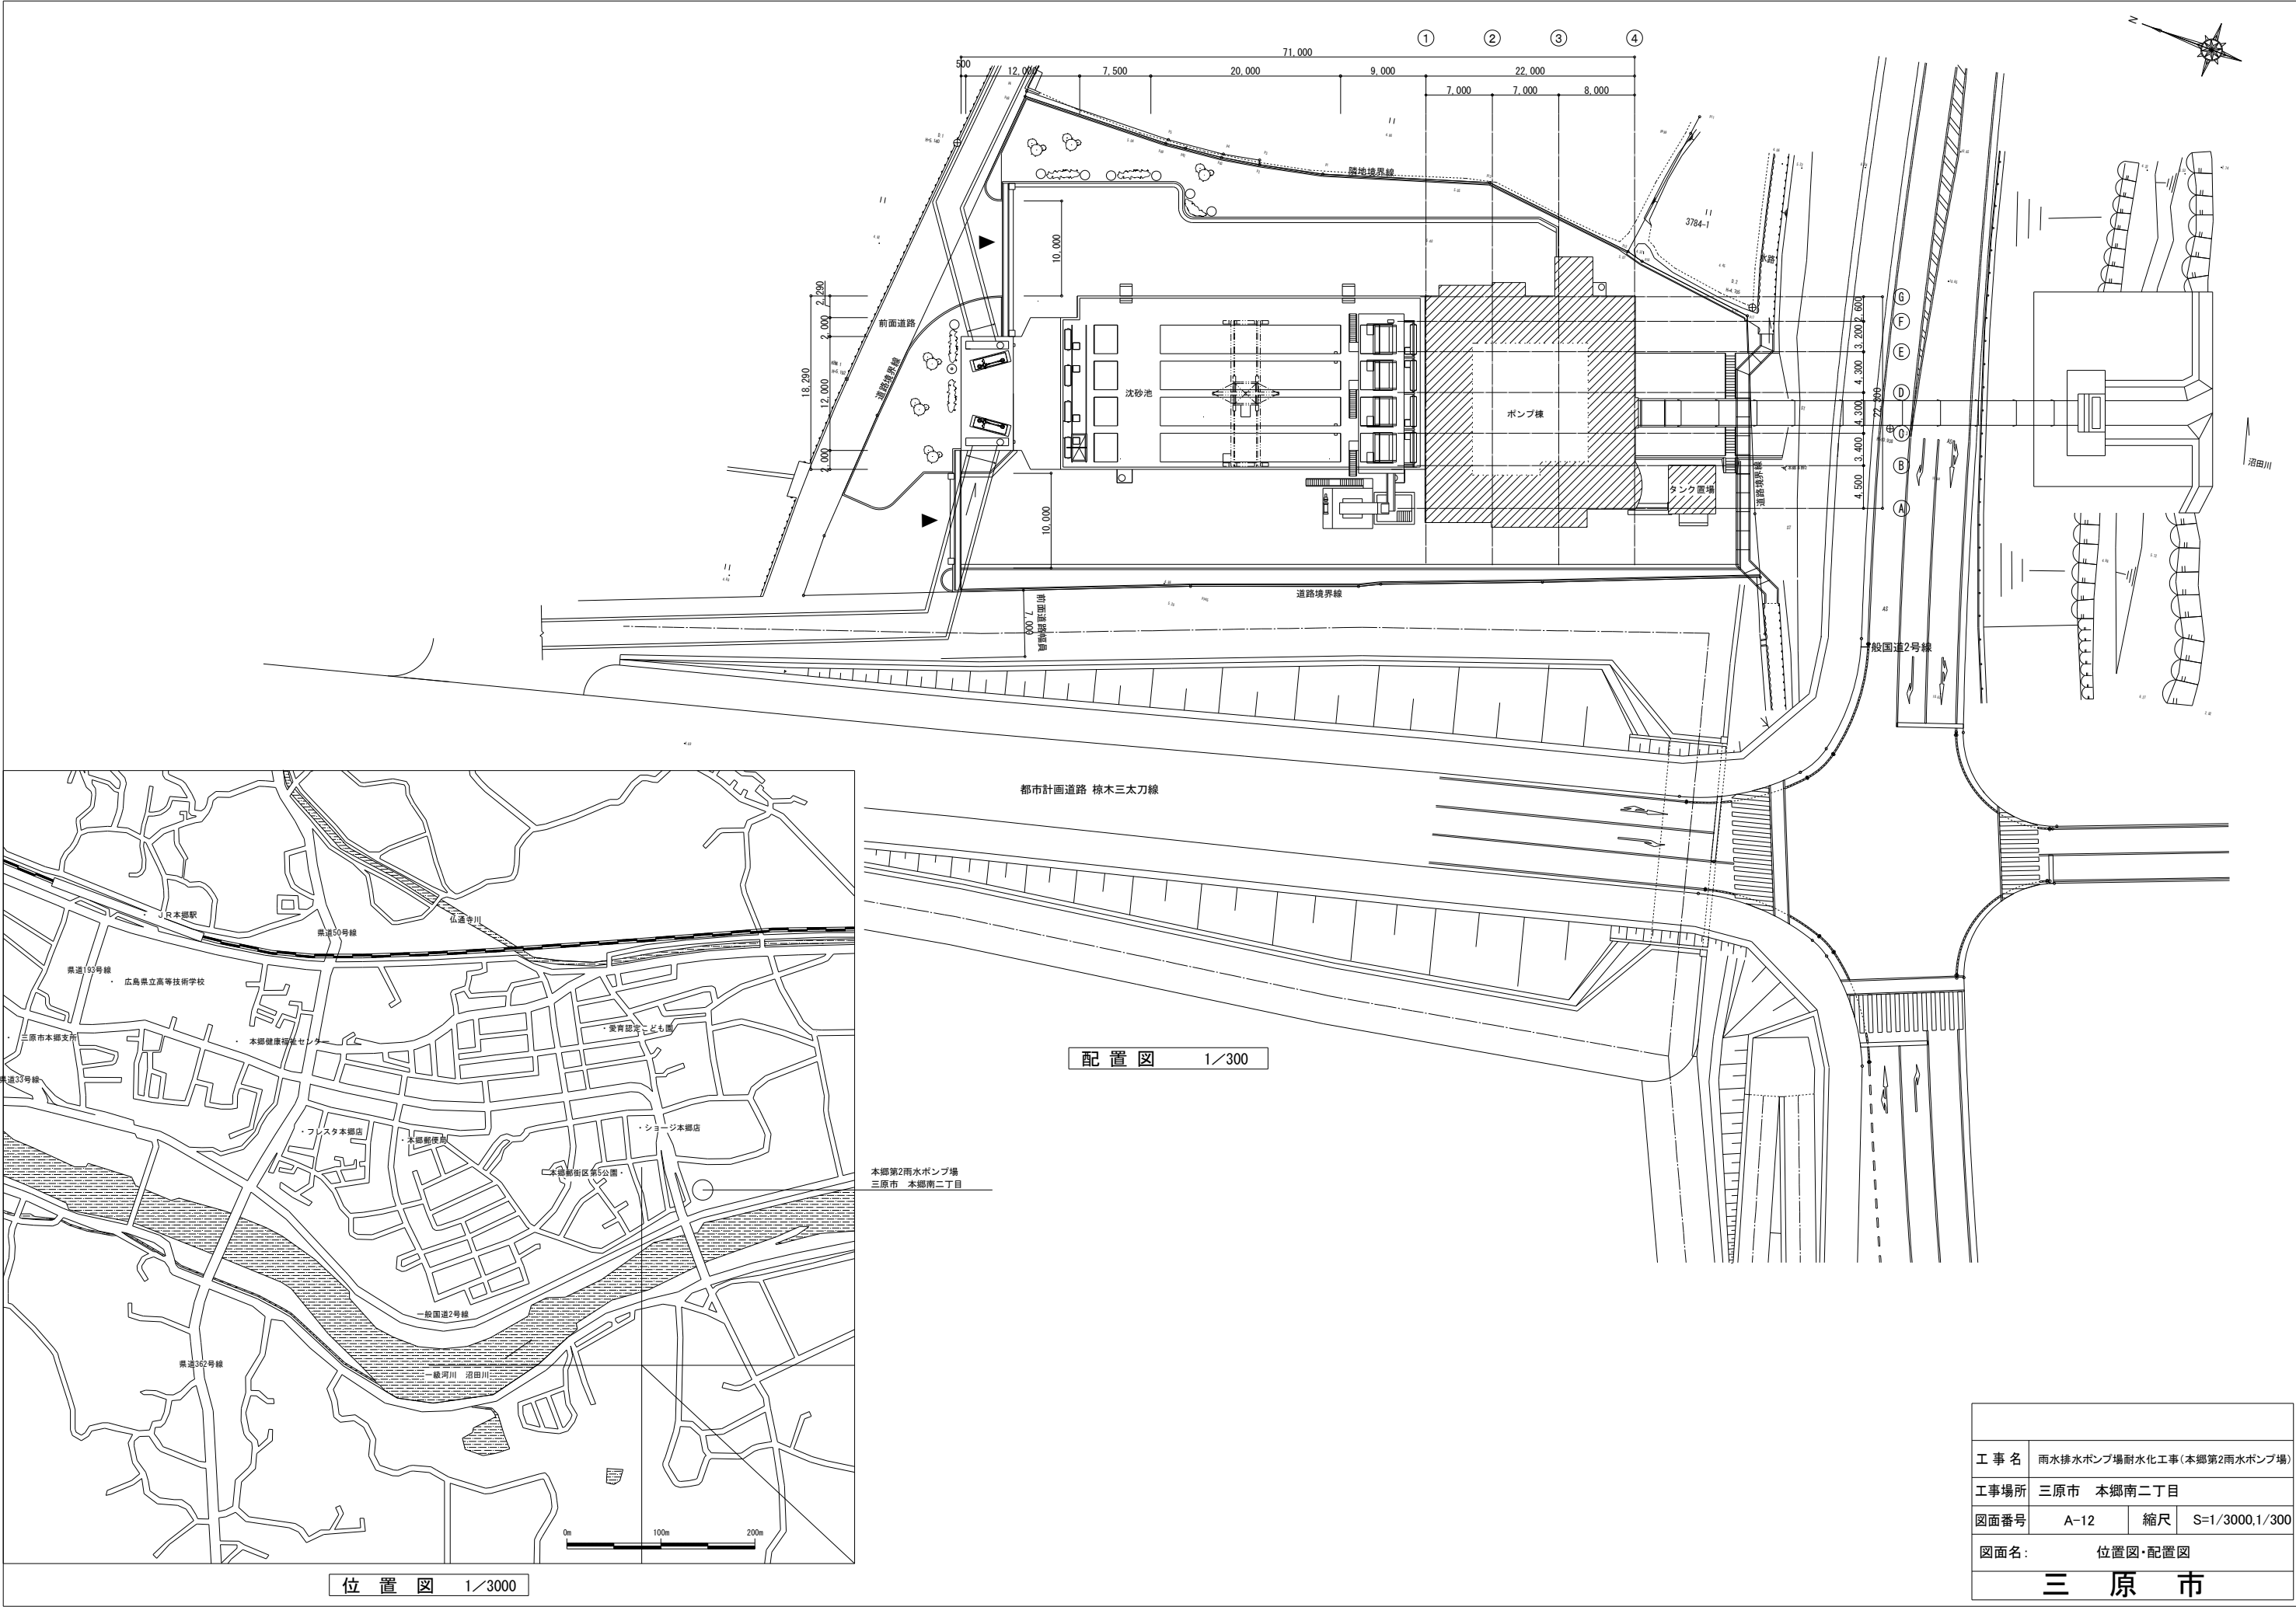 N
① ② ③ ④
71,000
500 12,000 7,500 20,000 9,000 22,000
7,000 7,000 8,000
隣地境界線
3784-1
水路
10,000
前面道路
道路境界線
2,290
2,000
18,290
12,000
2,000
沈砂池
ポンプ棟
タンク置場
10,000
G
F
E
D
C
B
A
2,600
3,200
4,300
4,300
3,400
4,500
22,300
道路境界線
沼田川
道路境界線
前面道路幅員
7,000
一般国道2号線
都市計画道路 椋木三太刀線
配置図 1/300
JR本郷駅
県道50号線
仏通寺川
県道193号線
・広島県立高等技術学校
・愛育認定こども園
・三原市本郷支所
・本郷健康福祉センター
県道33号線
・フレスタ本郷店
・本郷郵便局
・ショージ本郷店
本郷郷街区第5公園・
本郷第2雨水ポンプ場
三原市 本郷南二丁目
一般国道2号線
県道362号線
一級河川 沼田川
0m 100m 200m
位置図 1/3000
工事名 雨水排水ポンプ場耐水化工事(本郷第2雨水ポンプ場)
工事場所 三原市 本郷南二丁目
図面番号 A-12 縮尺 S=1/3000,1/300
図面名: 位置図・配置図
三原市